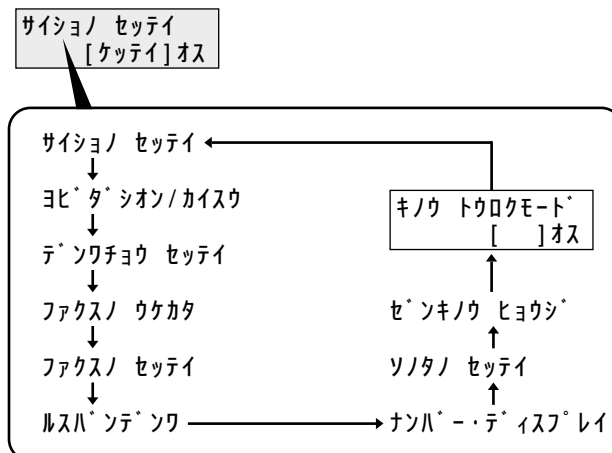 サイショノ セッテイ
[ケッテイ]オス
サイショノ セッテイ
ヨビダシオン/カイスウ
デンワチョウ セッテイ
ファクスノ ウケカタ
ファクスノ セッテイ
ルスバンデンワ
ナンバー・ディスプレイ
ソノタノ セッテイ
ゼンキノウ ヒョウジ
キノウ トウロクモード
[ ]オス